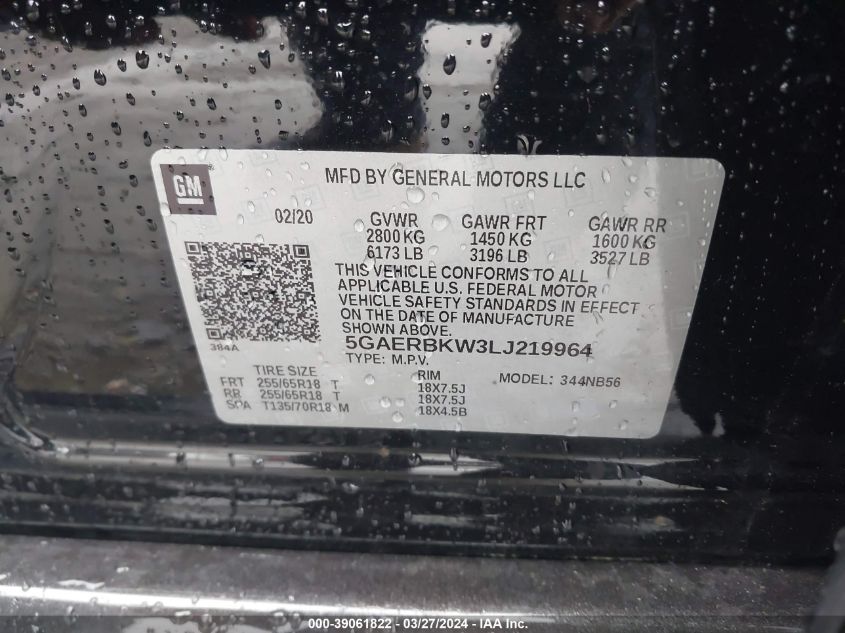 GM ®
MFD BY GENERAL MOTORS LLC
02/20 GVWR GAWR FRT GAWR RR
2800 KG 1450 KG 1600 KG
6173 LB 3196 LB 3527 LB
THIS VEHICLE CONFORMS TO ALL
APPLICABLE U.S. FEDERAL MOTOR
VEHICLE SAFETY STANDARDS IN EFFECT
ON THE DATE OF MANUFACTURE
SHOWN ABOVE.
384A
5GAERBKW3LJ219964
TYPE: M.P.V.
TIRE SIZE RIM MODEL: 344NB56
FRT 255/65R18 T 18X7.5J
RR 255/65R18 T 18X7.5J
SPA T135/70R18 M 18X4.5B
000-39061822 - 03/27/2024 - IAA Inc.